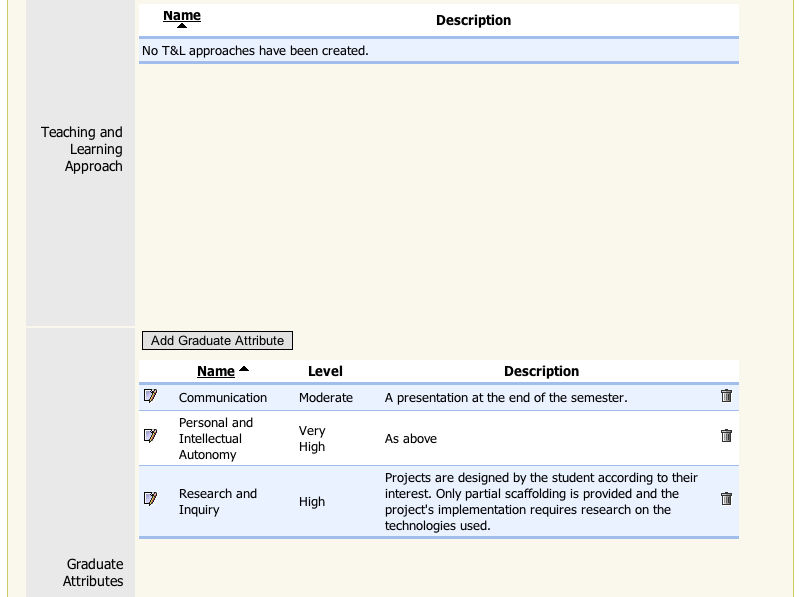 Name
Description
No T&L approaches have been created.
Teaching and
Learning
Approach
Add Graduate Attribute
Name
Level
Description
Communication
Moderate
A presentation at the end of the semester.
Personal and
Intellectual
Autonomy
Very
High
As above
Research and
Inquiry
High
Projects are designed by the student according to their
interest. Only partial scaffolding is provided and the
project's implementation requires research on the
technologies used.
Graduate
Attributes